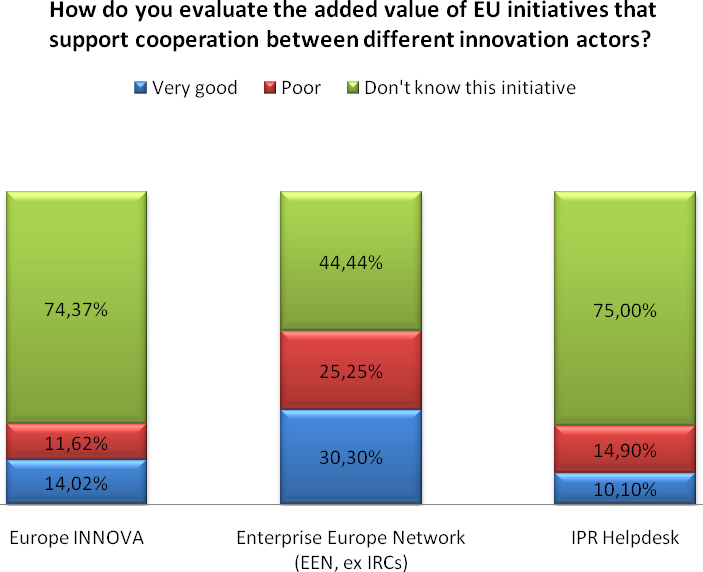 How do you evaluate the added value of EU initiatives that
support cooperation between different innovation actors?
Very good Poor Don't know this initiative
74,37%
11,62%
14,02%
44,44%
25,25%
30,30%
75,00%
14,90%
10,10%
Europe INNOVA
Enterprise Europe Network
(EEN, ex IRCs)
IPR Helpdesk